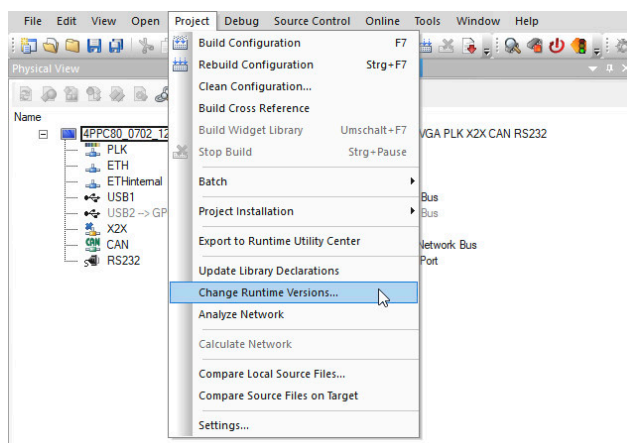 File Edit View Open Project Debug Source Control Online Tools Window Help
Physical View
Name
4PPC80_0702_12
VGA PLK X2X CAN RS232
PLK
ETH
ETHinternal
USB1
Bus
USB2 --> GP
Bus
X2X
CAN
Network Bus
RS232
Port
Build Configuration F7
Rebuild Configuration Strg+F7
Clean Configuration...
Build Cross Reference
Build Widget Library Umschalt+F7
Stop Build Strg+Pause
Batch
Project Installation
Export to Runtime Utility Center
Update Library Declarations
Change Runtime Versions...
Analyze Network
Calculate Network
Compare Local Source Files...
Compare Source Files on Target
Settings...